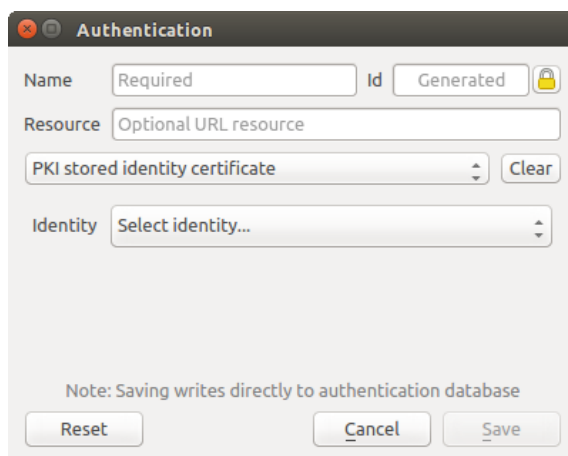 Authentication
Name Required Id Generated
Resource Optional URL resource
PKI stored identity certificate Clear
Identity Select identity...
Note: Saving writes directly to authentication database
Reset Cancel Save